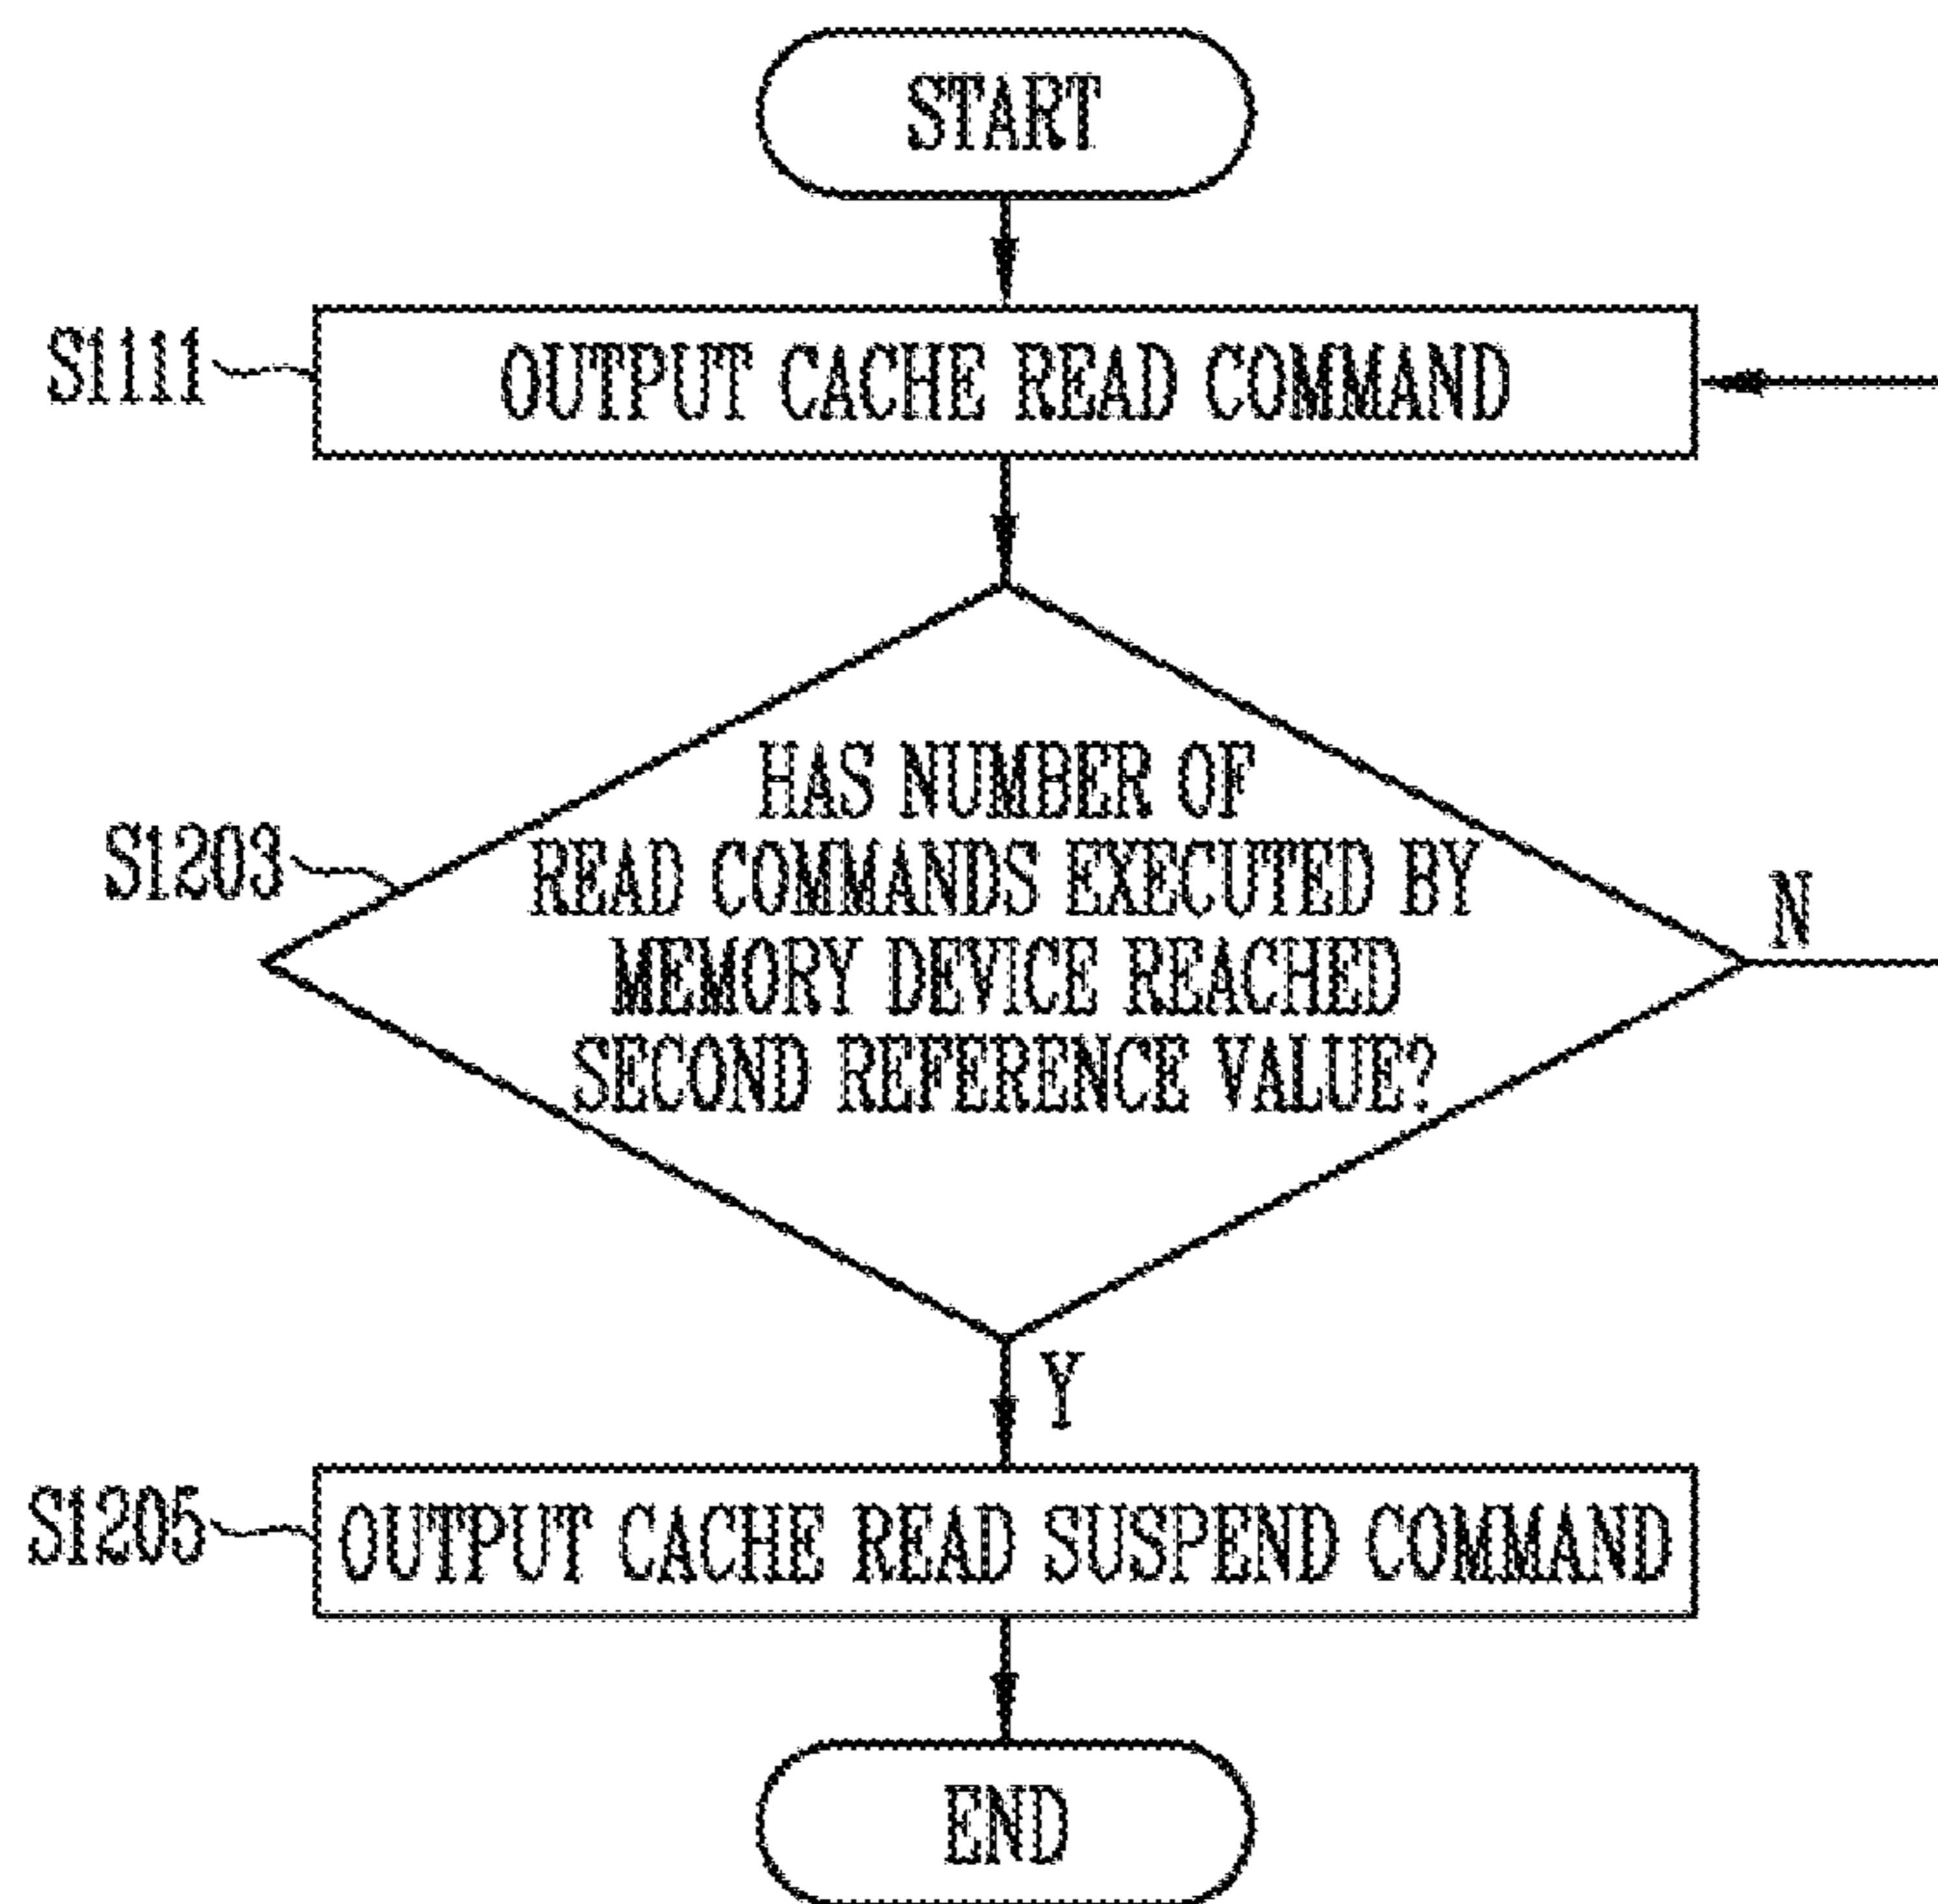 START
S1111
OUTPUT CACHE READ COMMAND
HAS NUMBER OF
READ COMMANDS EXECUTED BY
MEMORY DEVICE REACHED
SECOND REFERENCE VALUE?
S1203
N
Y
S1205
OUTPUT CACHE READ SUSPEND COMMAND
END